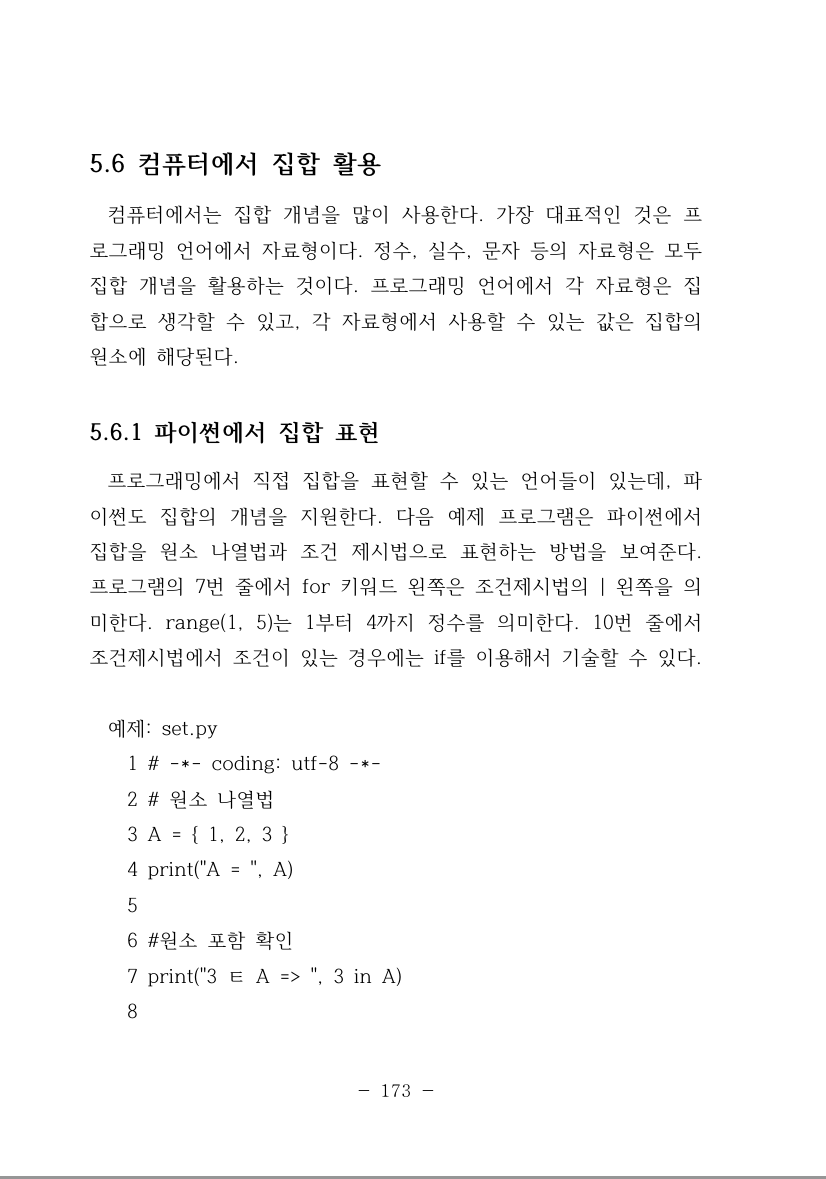 5.6 컴퓨터에서 집합 활용
컴퓨터에서는 집합 개념을 많이 사용한다. 가장 대표적인 것은 프
로그래밍 언어에서 자료형이다. 정수, 실수, 문자 등의 자료형은 모두
집합 개념을 활용하는 것이다. 프로그래밍 언어에서 각 자료형은 집
합으로 생각할 수 있고, 각 자료형에서 사용할 수 있는 값은 집합의
원소에 해당된다.
5.6.1 파이썬에서 집합 표현
프로그래밍에서 직접 집합을 표현할 수 있는 언어들이 있는데, 파
이썬도 집합의 개념을 지원한다. 다음 예제 프로그램은 파이썬에서
집합을 원소 나열법과 조건 제시법으로 표현하는 방법을 보여준다.
프로그램의 7번 줄에서 for 키워드 왼쪽은 조건제시법의 | 왼쪽을 의
미한다. range(1, 5)는 1부터 4까지 정수를 의미한다. 10번 줄에서
조건제시법에서 조건이 있는 경우에는 if를 이용해서 기술할 수 있다.
예제: set.py
1 # -*- coding: utf-8 -*-
2 # 원소 나열법
3 A = { 1, 2, 3 }
4 print("A = ", A)
5
6 #원소 포함 확인
7 print("3 ㅌ A => ", 3 in A)
8
- 173 -